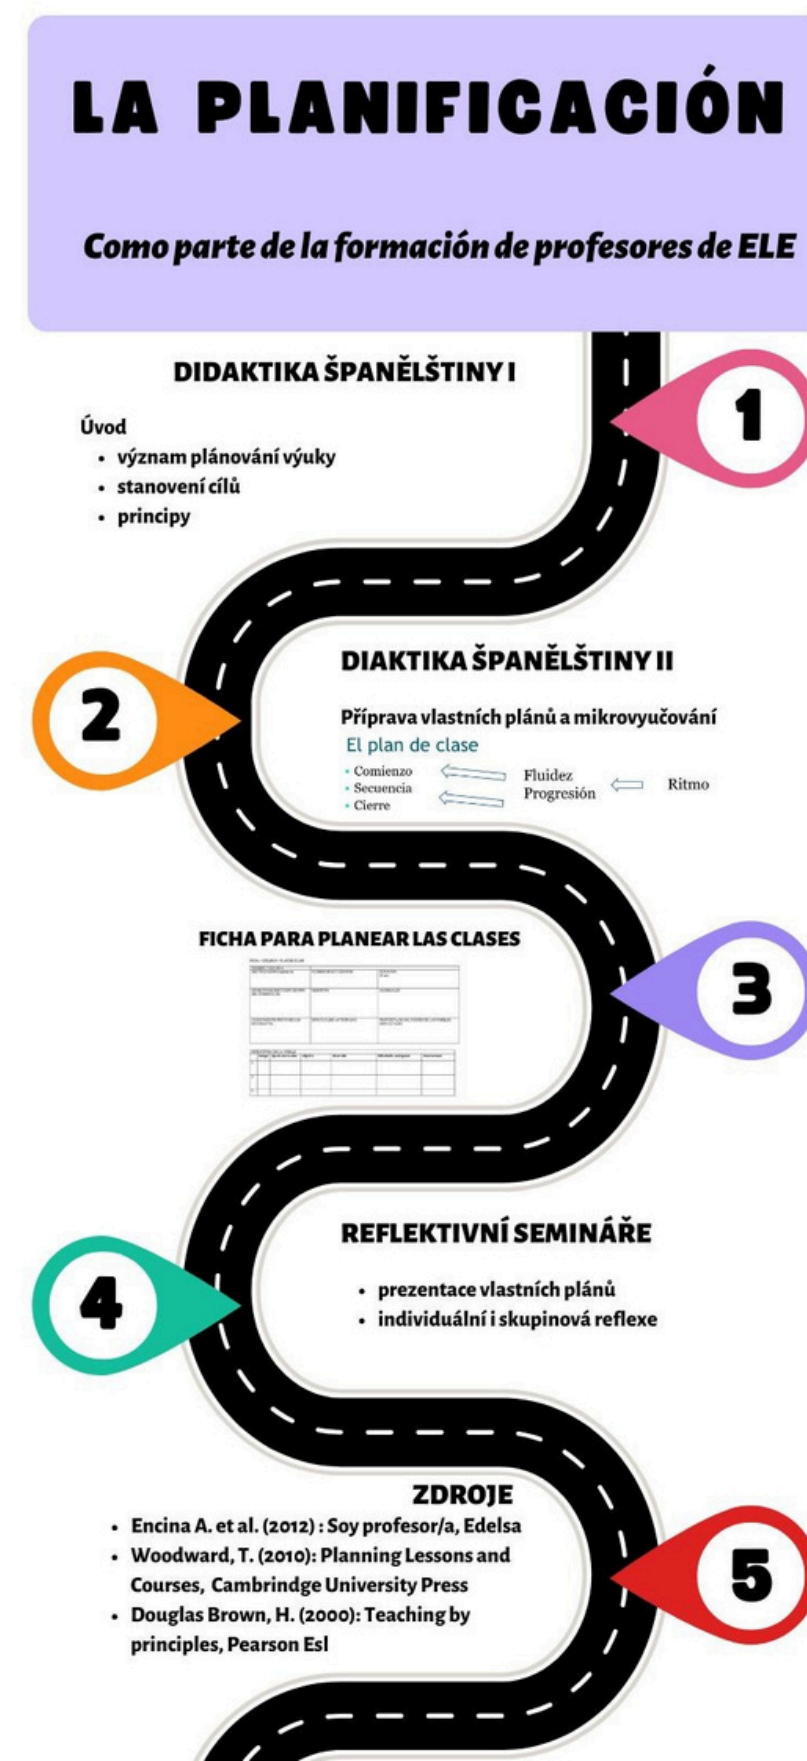 LA PLANIFICACIÓN
Como parte de la formación de profesores de ELE
DIDAKTIKA ŠPANĚLŠTINY I
1
Úvod
• význam plánování výuky
• stanovení cílů
• principy
2
DIAKTIKA ŠPANĚLŠTINY II
Příprava vlastních plánů a mikrovyučování
El plan de clase
• Comienzo
• Secuencia
• Cierre
Fluidez
Progresión
Ritmo
FICHA PARA PLANEAR LAS CLASES
3
REFLEKTIVNÍ SEMINÁŘE
4
• prezentace vlastních plánů
• individuální i skupinová reflexe
ZDROJE
• Encina A. et al. (2012) : Soy profesor/a, Edelsa
• Woodward, T. (2010): Planning Lessons and
Courses, Cambrindge University Press
5
• Douglas Brown, H. (2000): Teaching by
principles, Pearson Esl